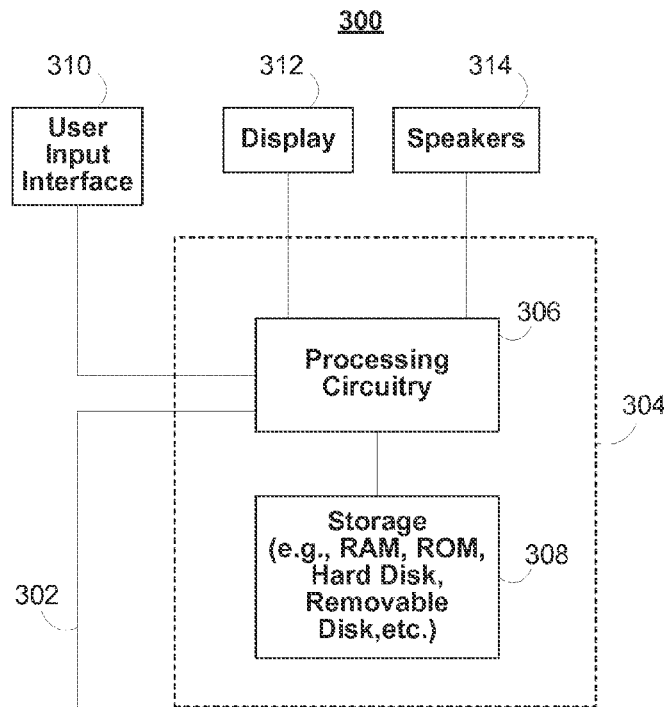 300
310
312
314
User
Input
Interface
Display
Speakers
306
Processing
Circuitry
304
Storage
(e.g., RAM, ROM,
Hard Disk,
Removable
Disk,etc.)
308
302